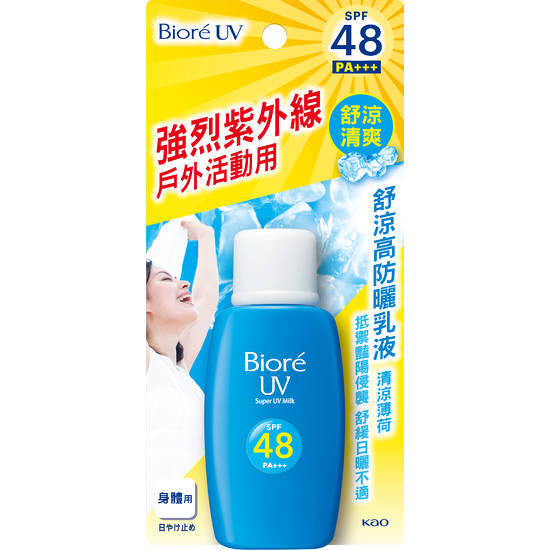 Bioré UV
SPF
48
PA+++
強烈紫外線
戶外活動用
舒涼
清爽
舒涼高防曬乳液
清涼薄荷
抵禦豔陽侵襲 舒緩日曬不適
Bioré
UV
Super UV Milk
SPF
48
PA+++
身體用
日やけ止め
Kao